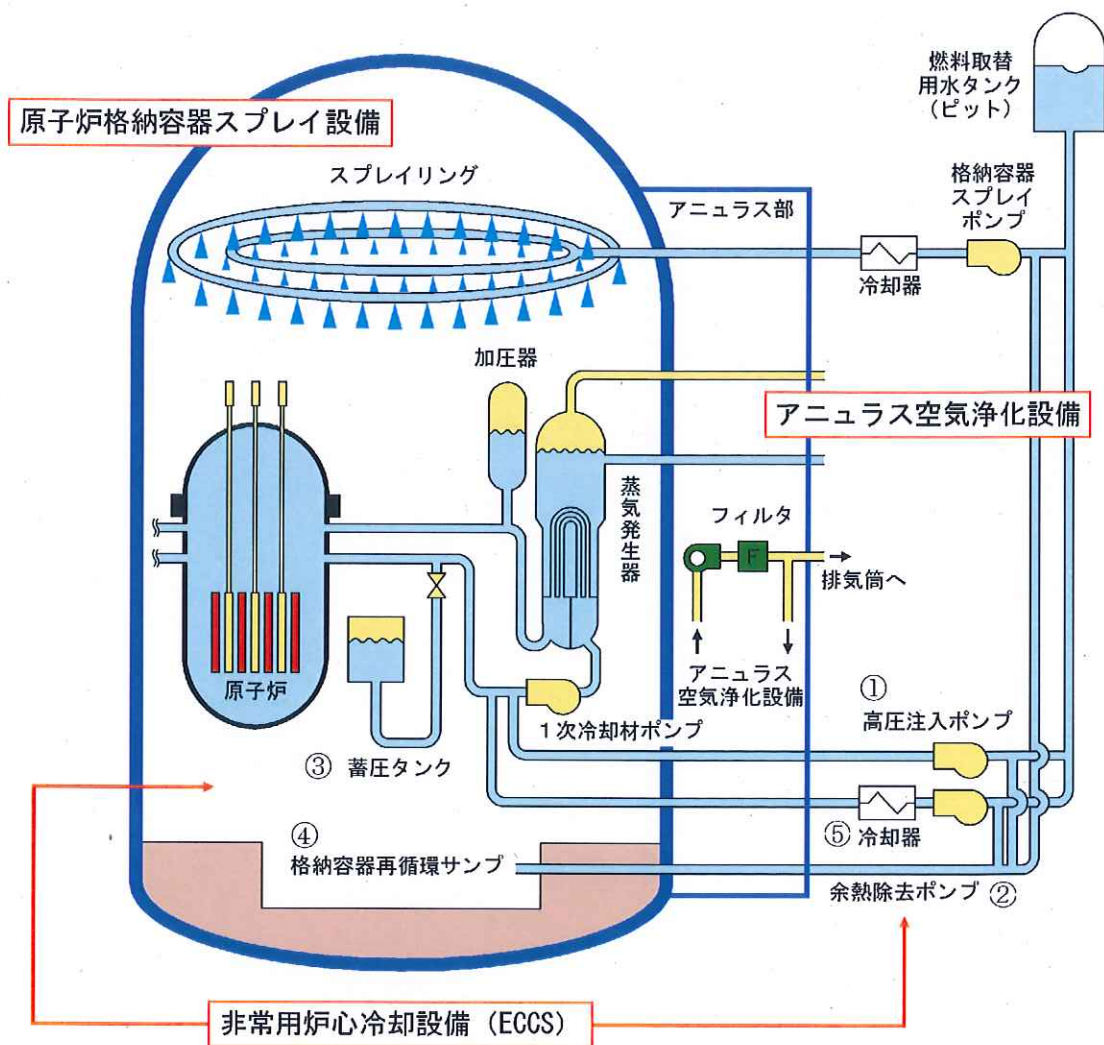 燃料取替
用水タンク
（ピット）
原子炉格納容器スプレイ設備
スプレイリング
アニュラス部
格納容器
スプレイ
ポンプ
冷却器
加圧器
アニュラス空気浄化設備
蒸気発生器
フィルタ
F
排気筒へ
原子炉
アニュラス
空気浄化設備
①
高圧注入ポンプ
1次冷却材ポンプ
③ 蓄圧タンク
④
格納容器再循環サンプ
⑤ 冷却器
余熱除去ポンプ ②
非常用炉心冷却設備（ECCS）